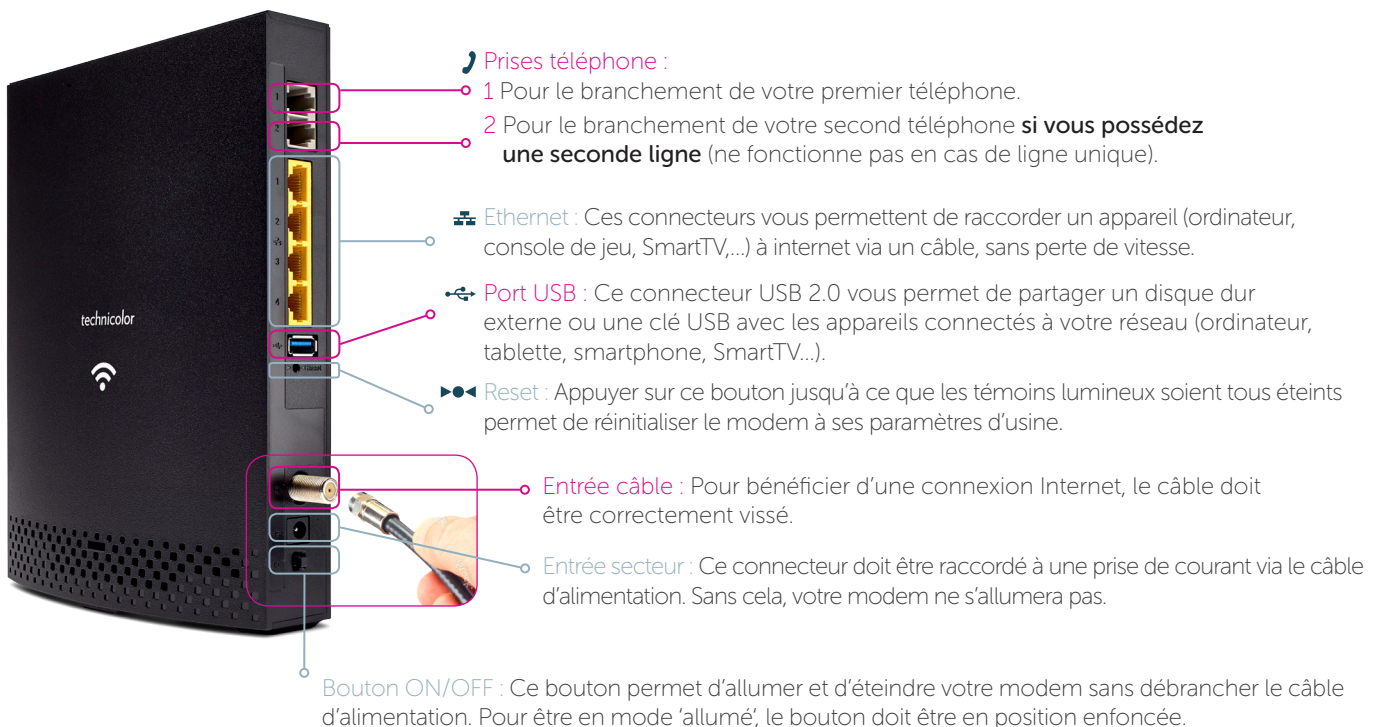 Prises téléphone :
1 Pour le branchement de votre premier téléphone.
2 Pour le branchement de votre second téléphone si vous possédez
une seconde ligne (ne fonctionne pas en cas de ligne unique).
1
2
1
2
3
4
Ethernet : Ces connecteurs vous permettent de raccorder un appareil (ordinateur,
console de jeu, SmartTV,...) à internet via un câble, sans perte de vitesse.
Port USB : Ce connecteur USB 2.0 vous permet de partager un disque dur
externe ou une clé USB avec les appareils connectés à votre réseau (ordinateur,
tablette, smartphone, SmartTV...).
technicolor
Reset
Reset : Appuyer sur ce bouton jusqu'à ce que les témoins lumineux soient tous éteints
permet de réinitialiser le modem à ses paramètres d'usine.
Entrée câble : Pour bénéficier d'une connexion Internet, le câble doit
être correctement vissé.
Entrée secteur : Ce connecteur doit être raccordé à une prise de courant via le câble
d'alimentation. Sans cela, votre modem ne s'allumera pas.
Bouton ON/OFF : Ce bouton permet d'allumer et d'éteindre votre modem sans débrancher le câble
d'alimentation. Pour être en mode 'allumé', le bouton doit être en position enfoncée.